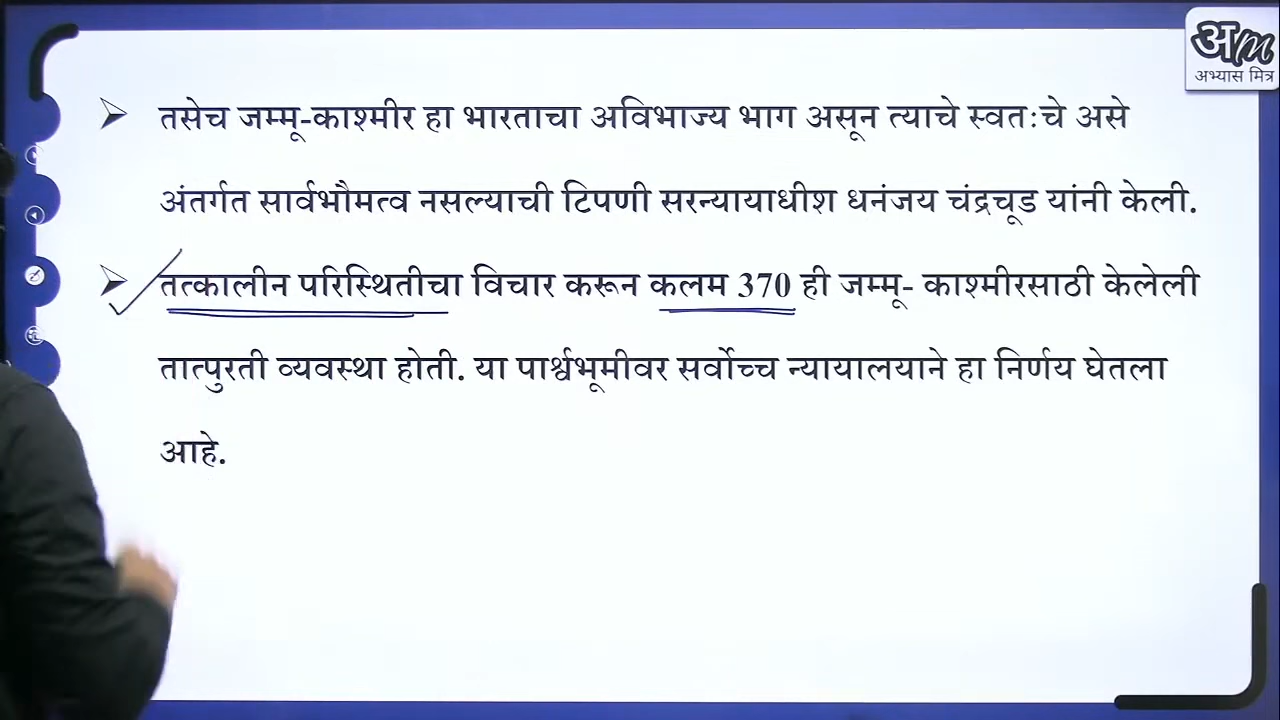 अm
अभ्यास मित्र
➢ तसेच जम्मू-काश्मीर हा भारताचा अविभाज्य भाग असून त्याचे स्वतःचे असे
अंतर्गत सार्वभौमत्व नसल्याची टिपणी सरन्यायाधीश धनंजय चंद्रचूड यांनी केली.
➢ तत्कालीन परिस्थितीचा विचार करून कलम 370 ही जम्मू- काश्मीरसाठी केलेली
तात्पुरती व्यवस्था होती. या पार्श्वभूमीवर सर्वोच्च न्यायालयाने हा निर्णय घेतला
आहे.